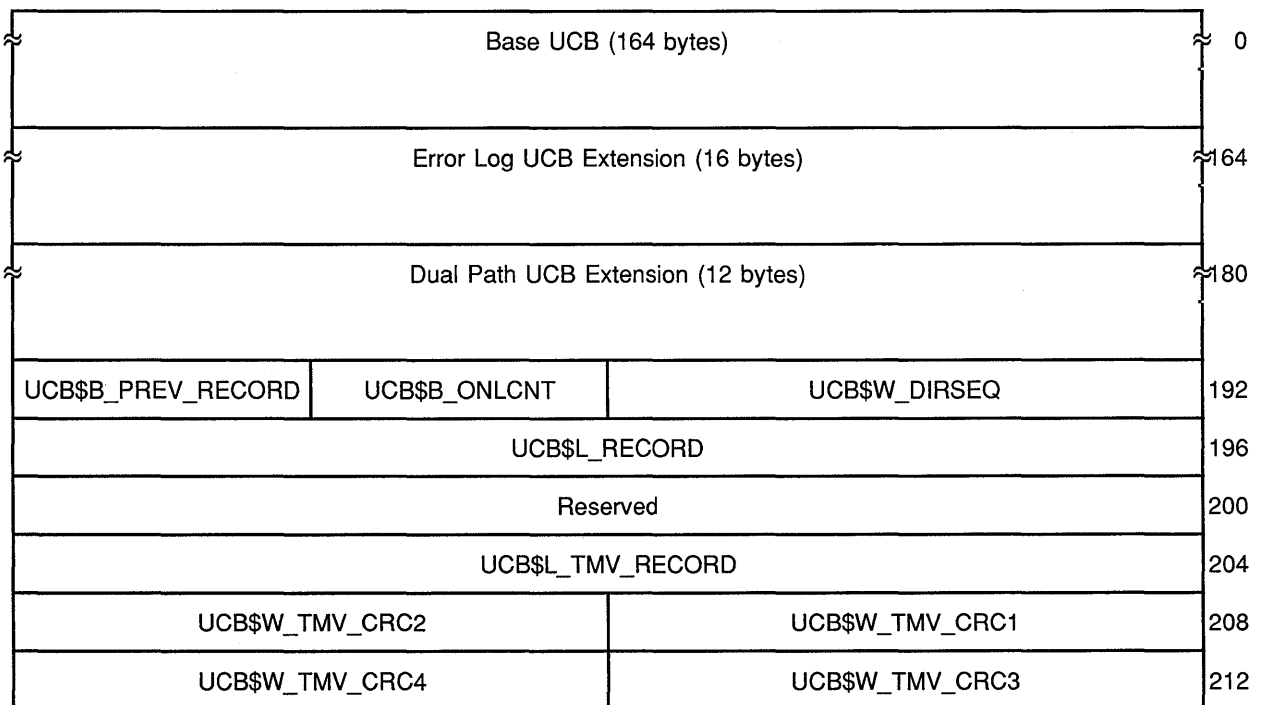 Base UCB (164 bytes) 0
Error Log UCB Extension (16 bytes) 164
Dual Path UCB Extension (12 bytes) 180
UCB$B_PREV_RECORD UCB$B_ONLCNT UCB$W_DIRSEQ 192
UCB$L_RECORD 196
Reserved 200
UCB$L_TMV_RECORD 204
UCB$W_TMV_CRC2 UCB$W_TMV_CRC1 208
UCB$W_TMV_CRC4 UCB$W_TMV_CRC3 212